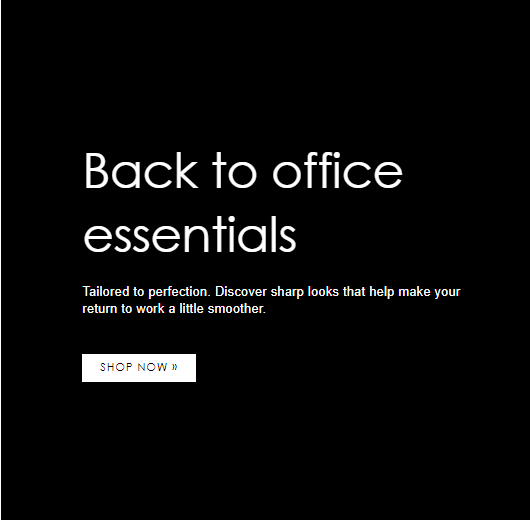 Back to office
essentials
Tailored to perfection. Discover sharp looks that help make your
return to work a little smoother.
SHOP NOW »